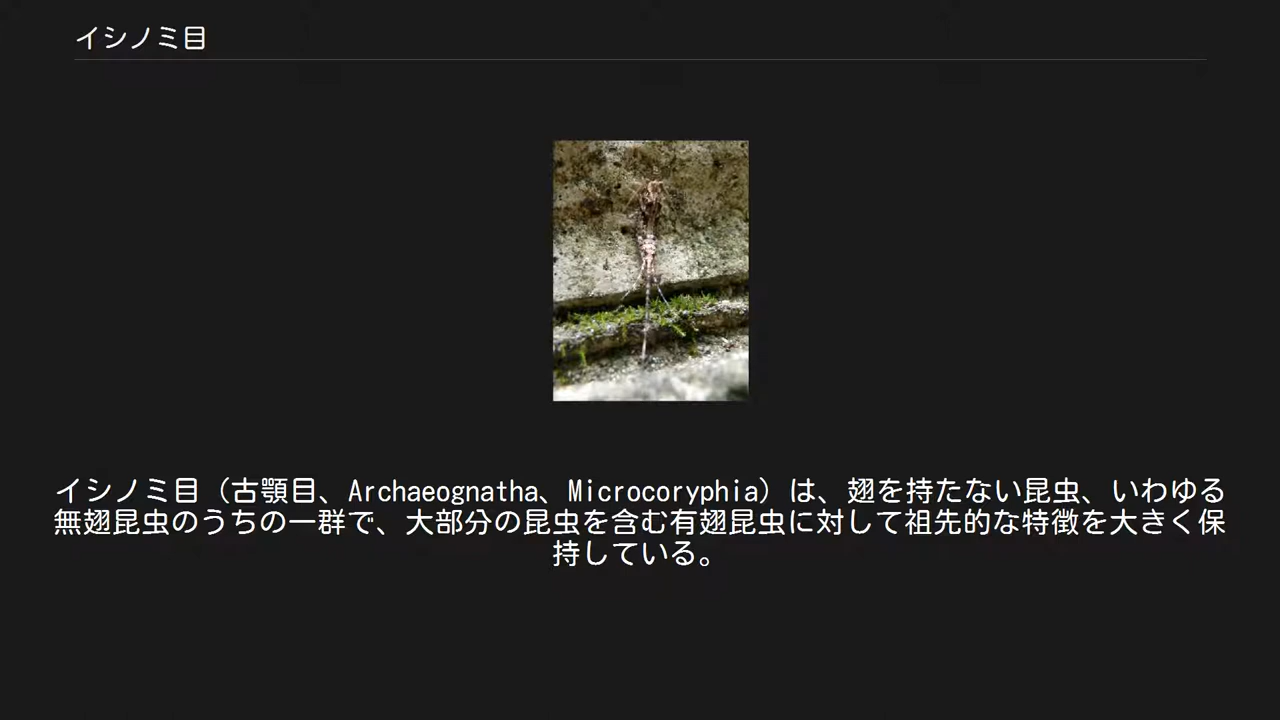 イシノミ目
イシノミ目（古顎目、Archaeognatha、Microcoryphia）は、翅を持たない昆虫、いわゆる
無翅昆虫のうちの一群で、大部分の昆虫を含む有翅昆虫に対して祖先的な特徴を大きく保
持している。